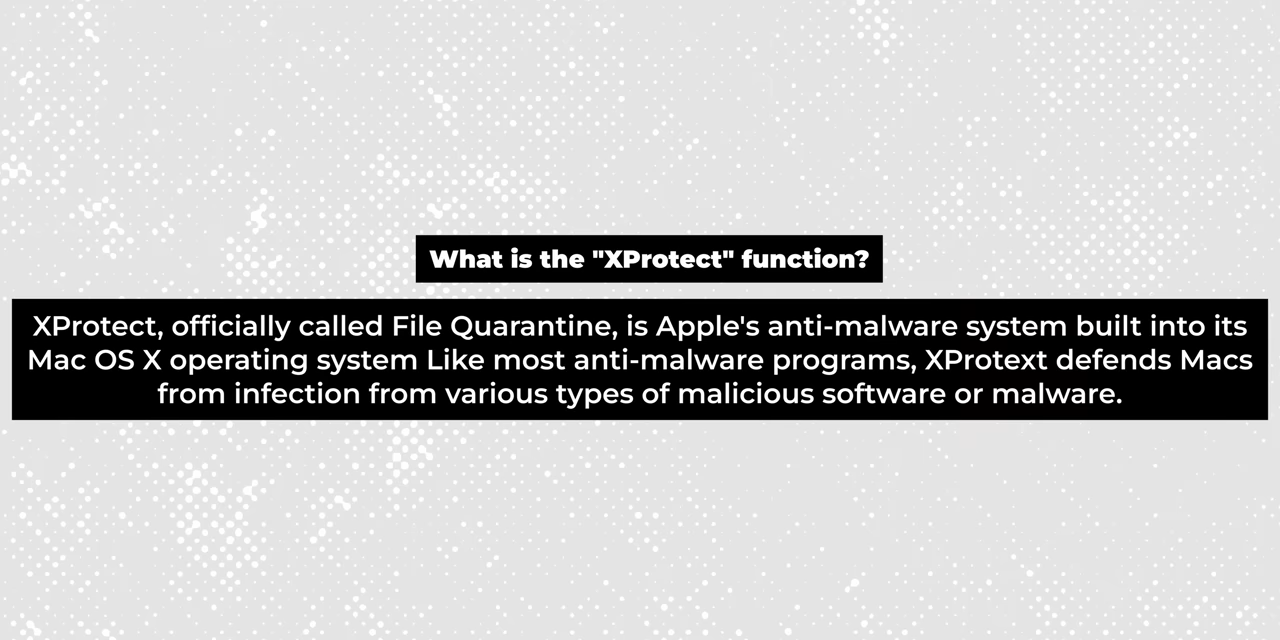 What is the "XProtect" function?
XProtect, officially called File Quarantine, is Apple's anti-malware system built into its
Mac OS X operating system Like most anti-malware programs, XProtext defends Macs
from infection from various types of malicious software or malware.